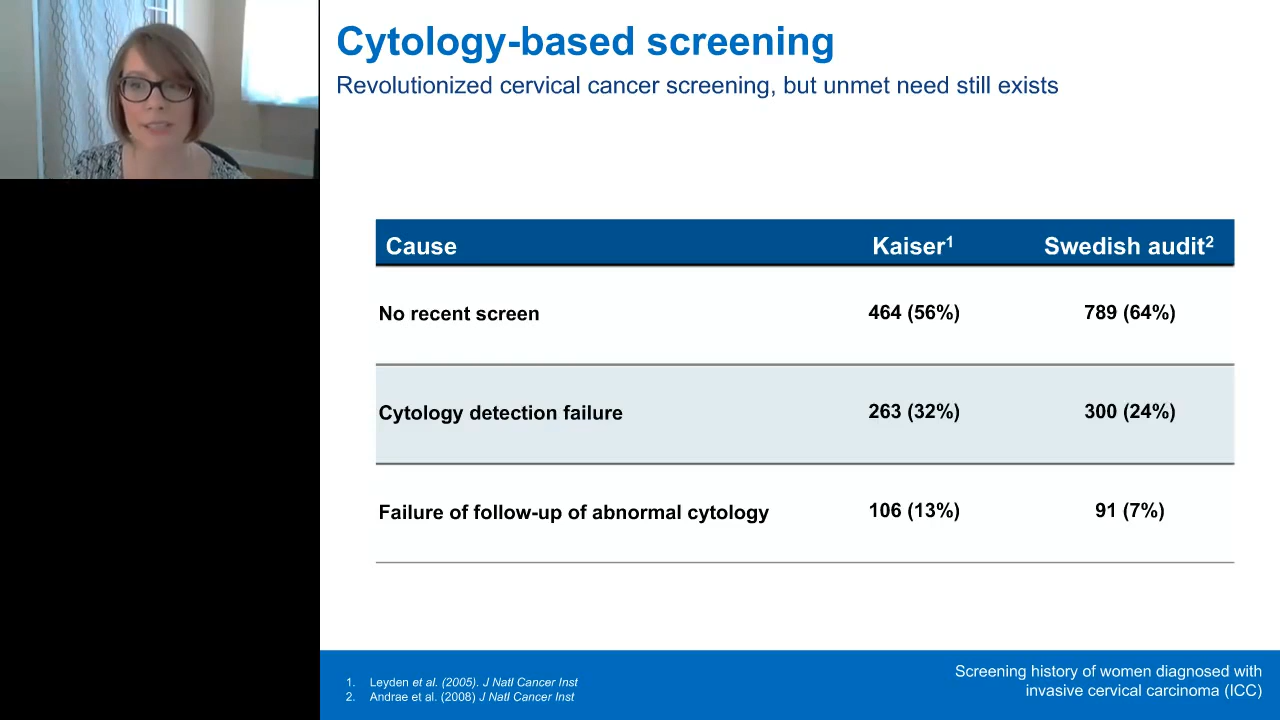 Cytology-based screening
Revolutionized cervical cancer screening, but unmet need still exists
Cause Kaiser1 Swedish audit2
No recent screen 464 (56%) 789 (64%)
Cytology detection failure 263 (32%) 300 (24%)
Failure of follow-up of abnormal cytology 106 (13%) 91 (7%)
1. Leyden et al. (2005). J Natl Cancer Inst
2. Andrae et al. (2008) J Natl Cancer Inst
Screening history of women diagnosed with
invasive cervical carcinoma (ICC)